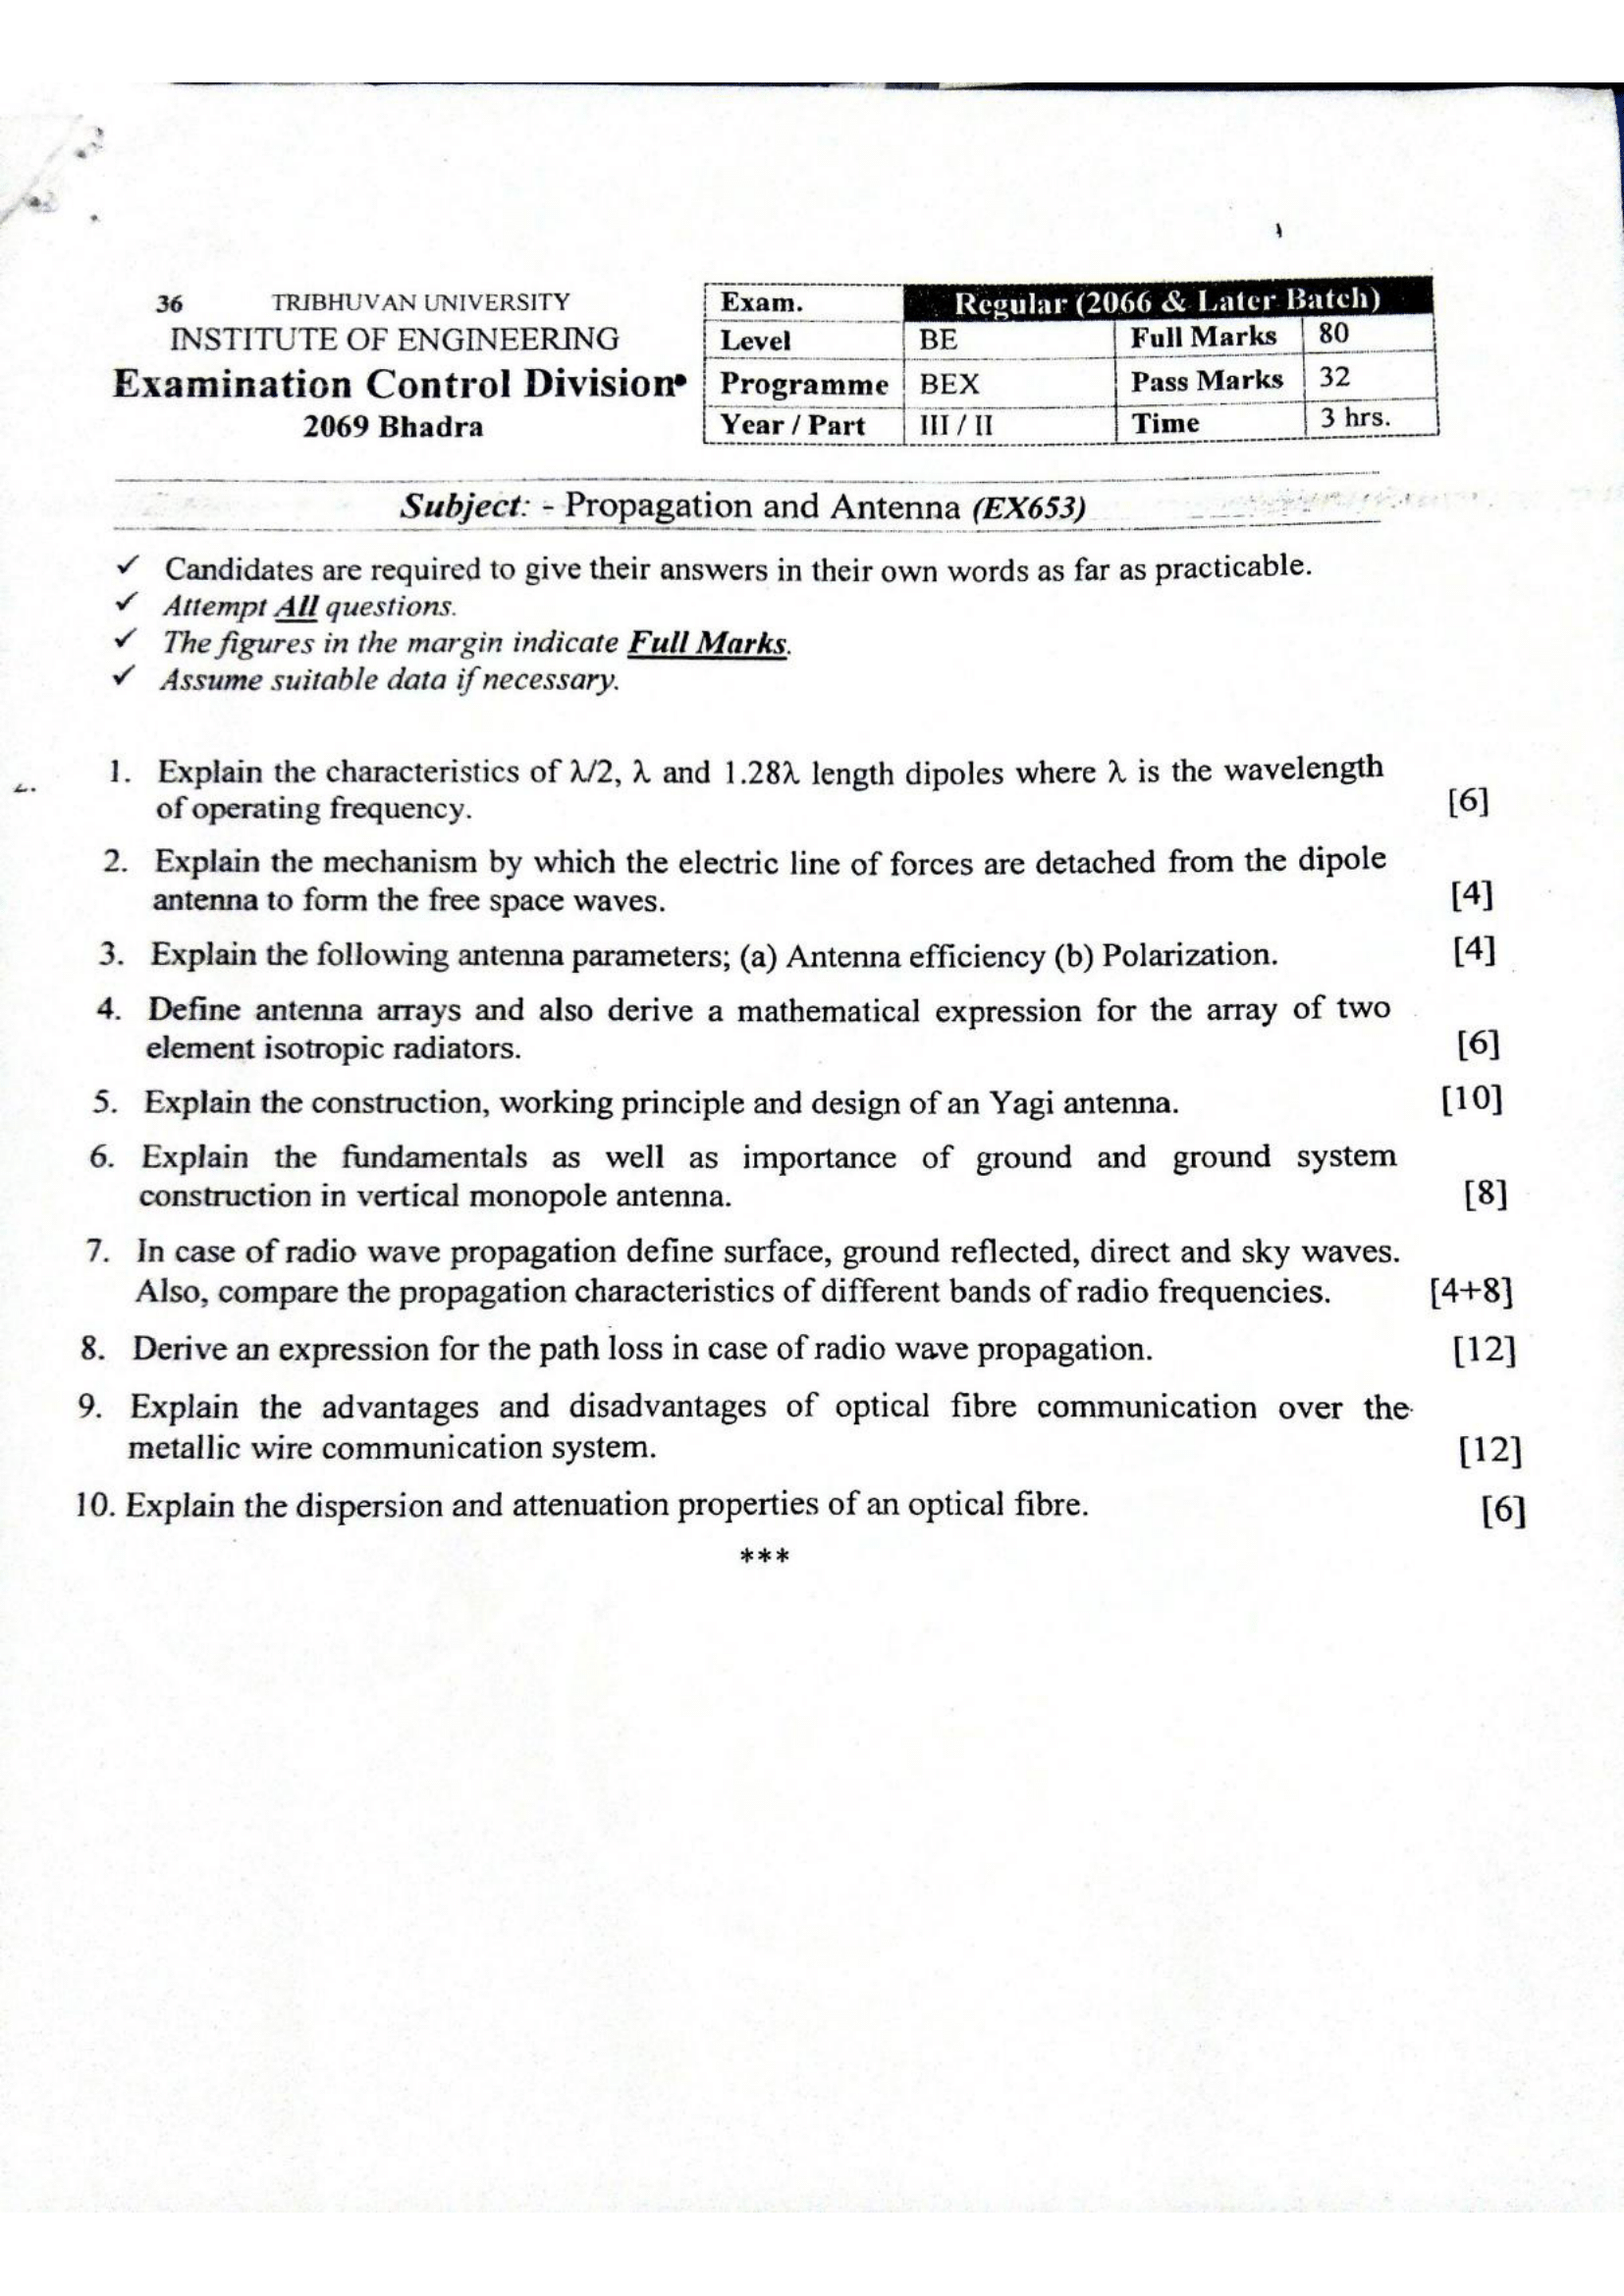 36 TRIBHUVAN UNIVERSITY
INSTITUTE OF ENGINEERING
Examination Control Division
2069 Bhadra
Exam. Regular (2066 & Later Batch)
Level BE Full Marks 80
Programme BEX Pass Marks 32
Year / Part III / II Time 3 hrs.
Subject: - Propagation and Antenna (EX653)
✓ Candidates are required to give their answers in their own words as far as practicable.
✓ Attempt All questions.
✓ The figures in the margin indicate Full Marks.
✓ Assume suitable data if necessary.
1. Explain the characteristics of λ/2, λ and 1.28λ length dipoles where λ is the wavelength
of operating frequency. [6]
2. Explain the mechanism by which the electric line of forces are detached from the dipole
antenna to form the free space waves. [4]
3. Explain the following antenna parameters; (a) Antenna efficiency (b) Polarization. [4]
4. Define antenna arrays and also derive a mathematical expression for the array of two
element isotropic radiators. [6]
5. Explain the construction, working principle and design of an Yagi antenna. [10]
6. Explain the fundamentals as well as importance of ground and ground system
construction in vertical monopole antenna. [8]
7. In case of radio wave propagation define surface, ground reflected, direct and sky waves.
Also, compare the propagation characteristics of different bands of radio frequencies. [4+8]
8. Derive an expression for the path loss in case of radio wave propagation. [12]
9. Explain the advantages and disadvantages of optical fibre communication over the
metallic wire communication system. [12]
10. Explain the dispersion and attenuation properties of an optical fibre. [6]
***